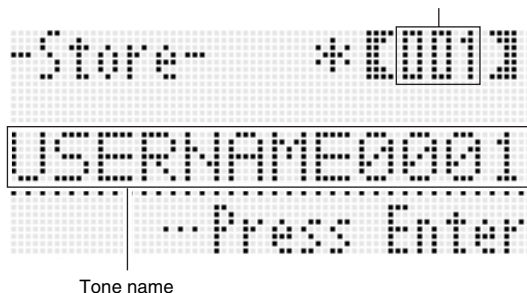 -Store- *【001】
USERNAME0001
···Press Enter
Tone name